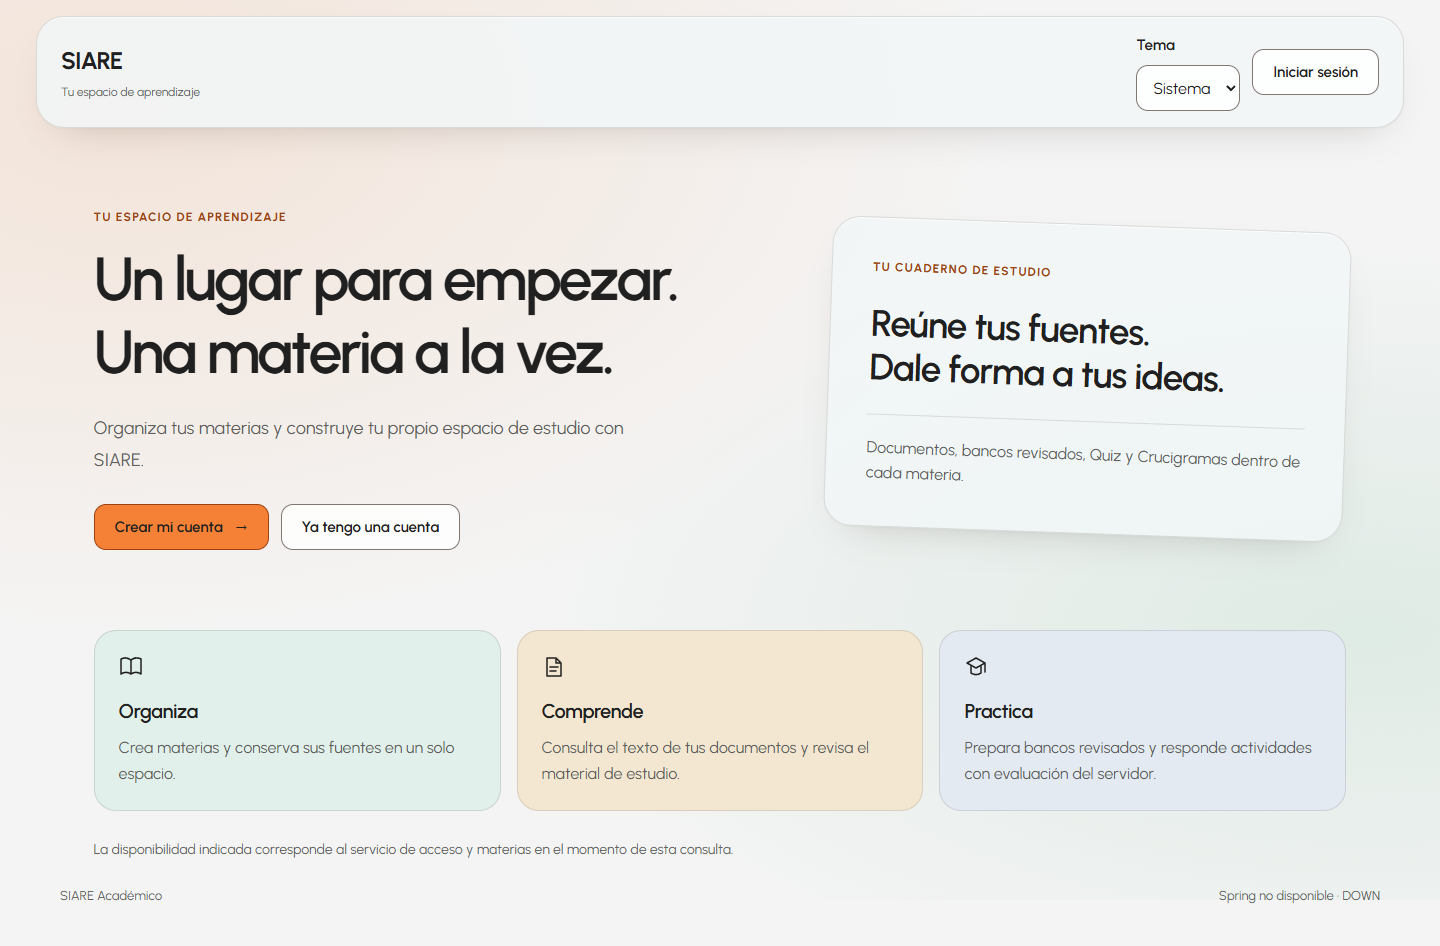 SIARE
Tu espacio de aprendizaje
Tema
Sistema
Iniciar sesión
TU ESPACIO DE APRENDIZAJE
Un lugar para empezar.
Una materia a la vez.
Organiza tus materias y construye tu propio espacio de estudio con
SIARE.
Crear mi cuenta →
Ya tengo una cuenta
TU CUADERNO DE ESTUDIO
Reúne tus fuentes.
Dale forma a tus ideas.
Documentos, bancos revisados, Quiz y Crucigramas dentro de
cada materia.
Organiza
Crea materias y conserva sus fuentes en un solo
espacio.
Comprende
Consulta el texto de tus documentos y revisa el
material de estudio.
Practica
Prepara bancos revisados y responde actividades
con evaluación del servidor.
La disponibilidad indicada corresponde al servicio de acceso y materias en el momento de esta consulta.
SIARE Académico
Spring no disponible · DOWN